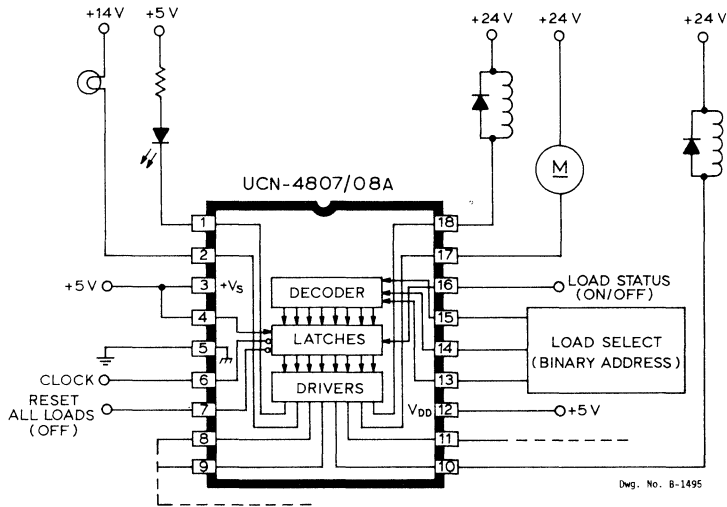 +14 V
+5 V
+24 V
+24 V
+24 V
M
UCN-4807/08A
1
18
2
17
+5 V
3
+VS
DECODER
16
LOAD STATUS
(ON/OFF)
4
15
LATCHES
LOAD SELECT
(BINARY ADDRESS)
5
14
CLOCK
6
DRIVERS
13
RESET
ALL LOADS
(OFF)
7
VDD
12
+5 V
8
11
9
10
Dwg. No. B-1495